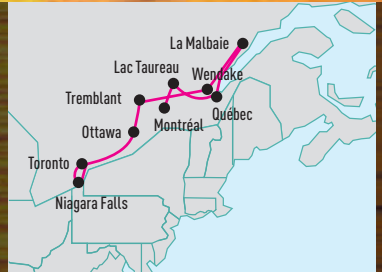 La Malbaie
Lac Taureau
Wendake
Tremblant
Québec
Montréal
Ottawa
Toronto
Niagara Falls